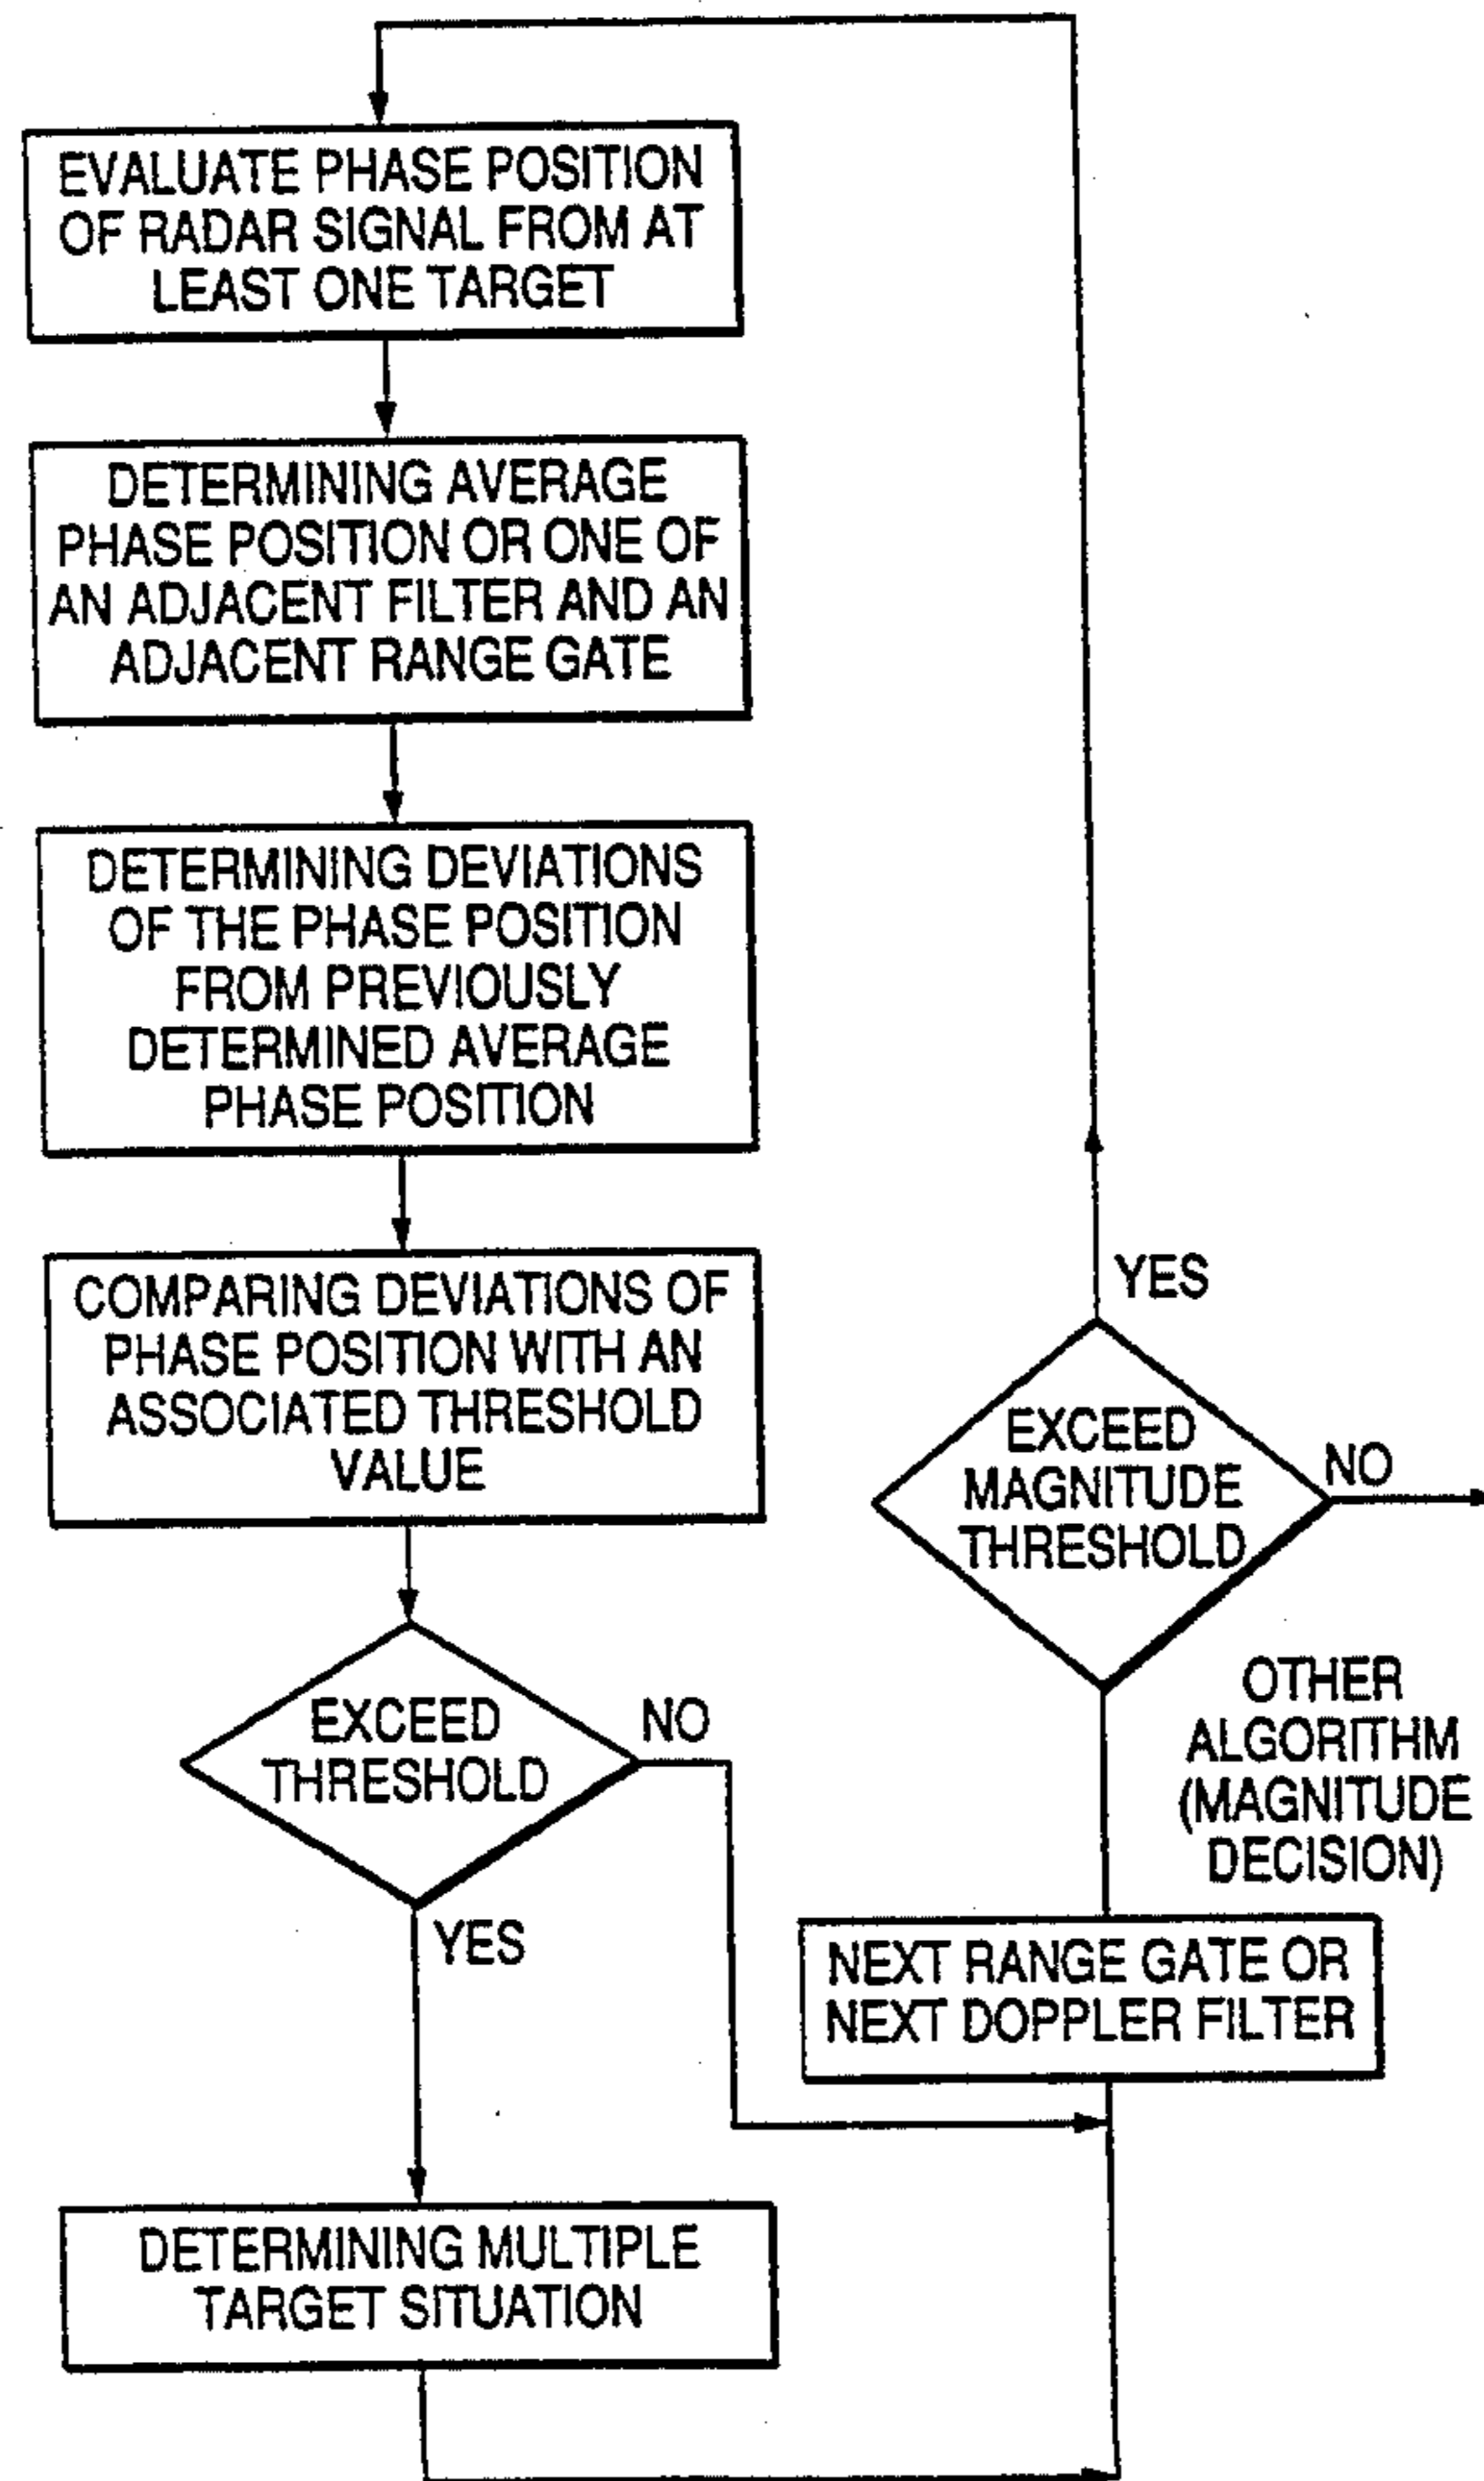 EVALUATE PHASE POSITION
OF RADAR SIGNAL FROM AT
LEAST ONE TARGET
DETERMINING AVERAGE
PHASE POSITION OR ONE OF
AN ADJACENT FILTER AND AN
ADJACENT RANGE GATE
DETERMINING DEVIATIONS
OF THE PHASE POSITION
FROM PREVIOUSLY
DETERMINED AVERAGE
PHASE POSITION
COMPARING DEVIATIONS OF
PHASE POSITION WITH AN
ASSOCIATED THRESHOLD
VALUE
EXCEED
THRESHOLD
NO
YES
DETERMINING MULTIPLE
TARGET SITUATION
YES
EXCEED
MAGNITUDE
THRESHOLD
NO
OTHER
ALGORITHM
(MAGNITUDE
DECISION)
NEXT RANGE GATE OR
NEXT DOPPLER FILTER